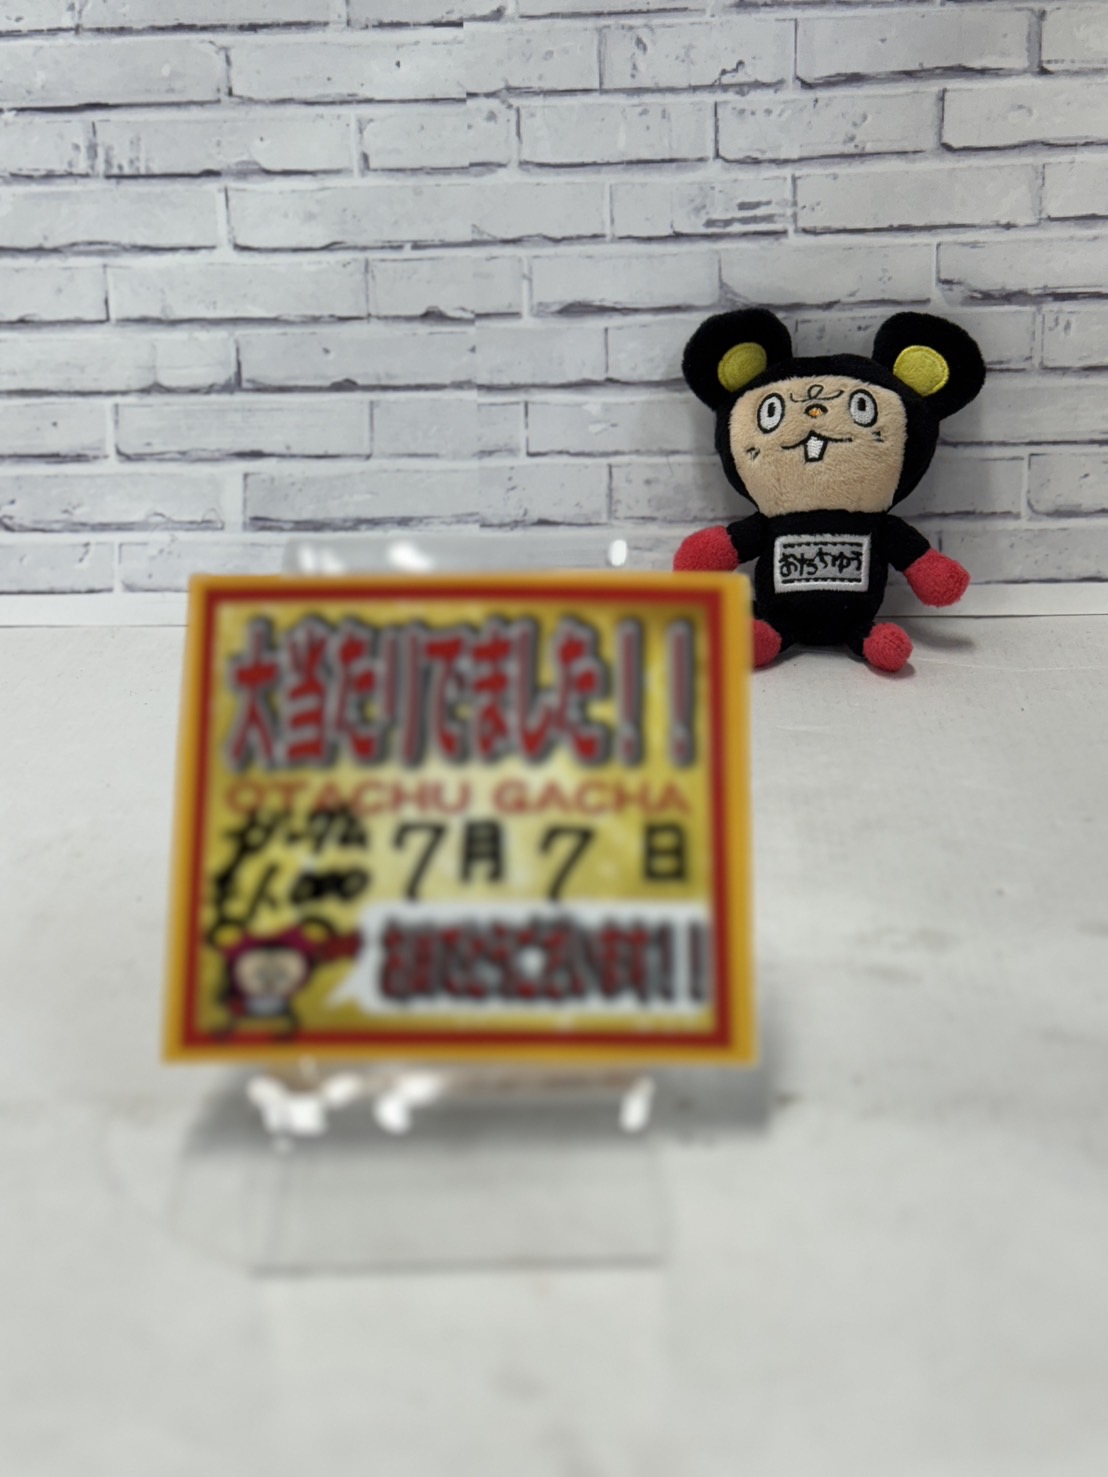 大当たりでました!!
OTACHU GACHA
7月7日
おめでとうございます!!
おたちゅう